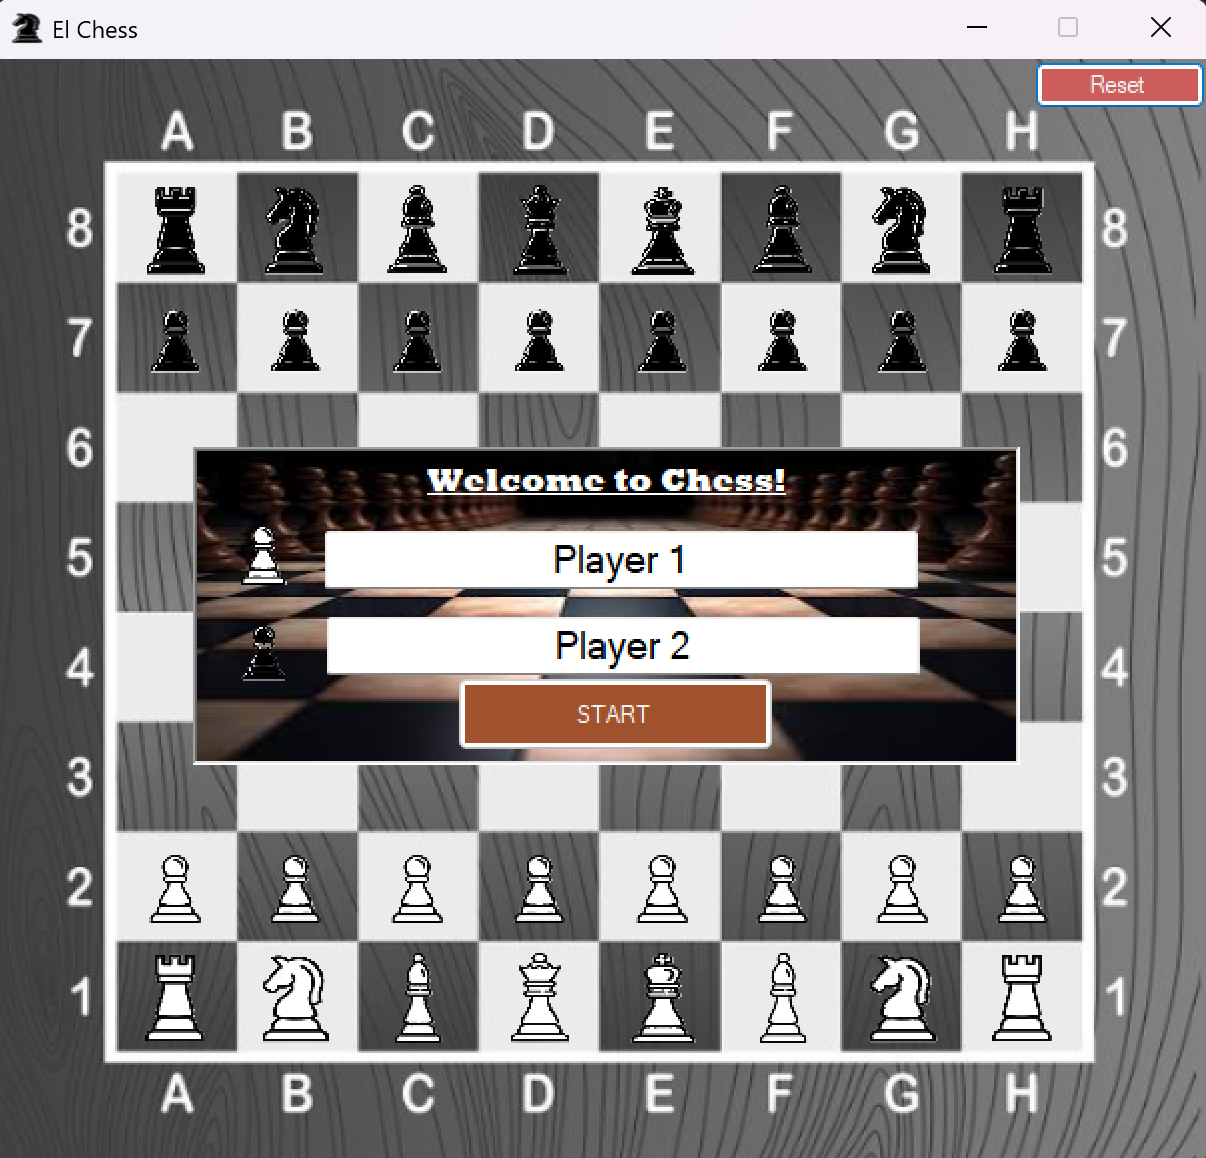 El Chess
Reset
A B C D E F G H
8 8
7 7
6 6
Welcome to Chess!
5 Player 1 5
Player 2
4 4
START
3 3
2 2
1 1
A B C D E F G H